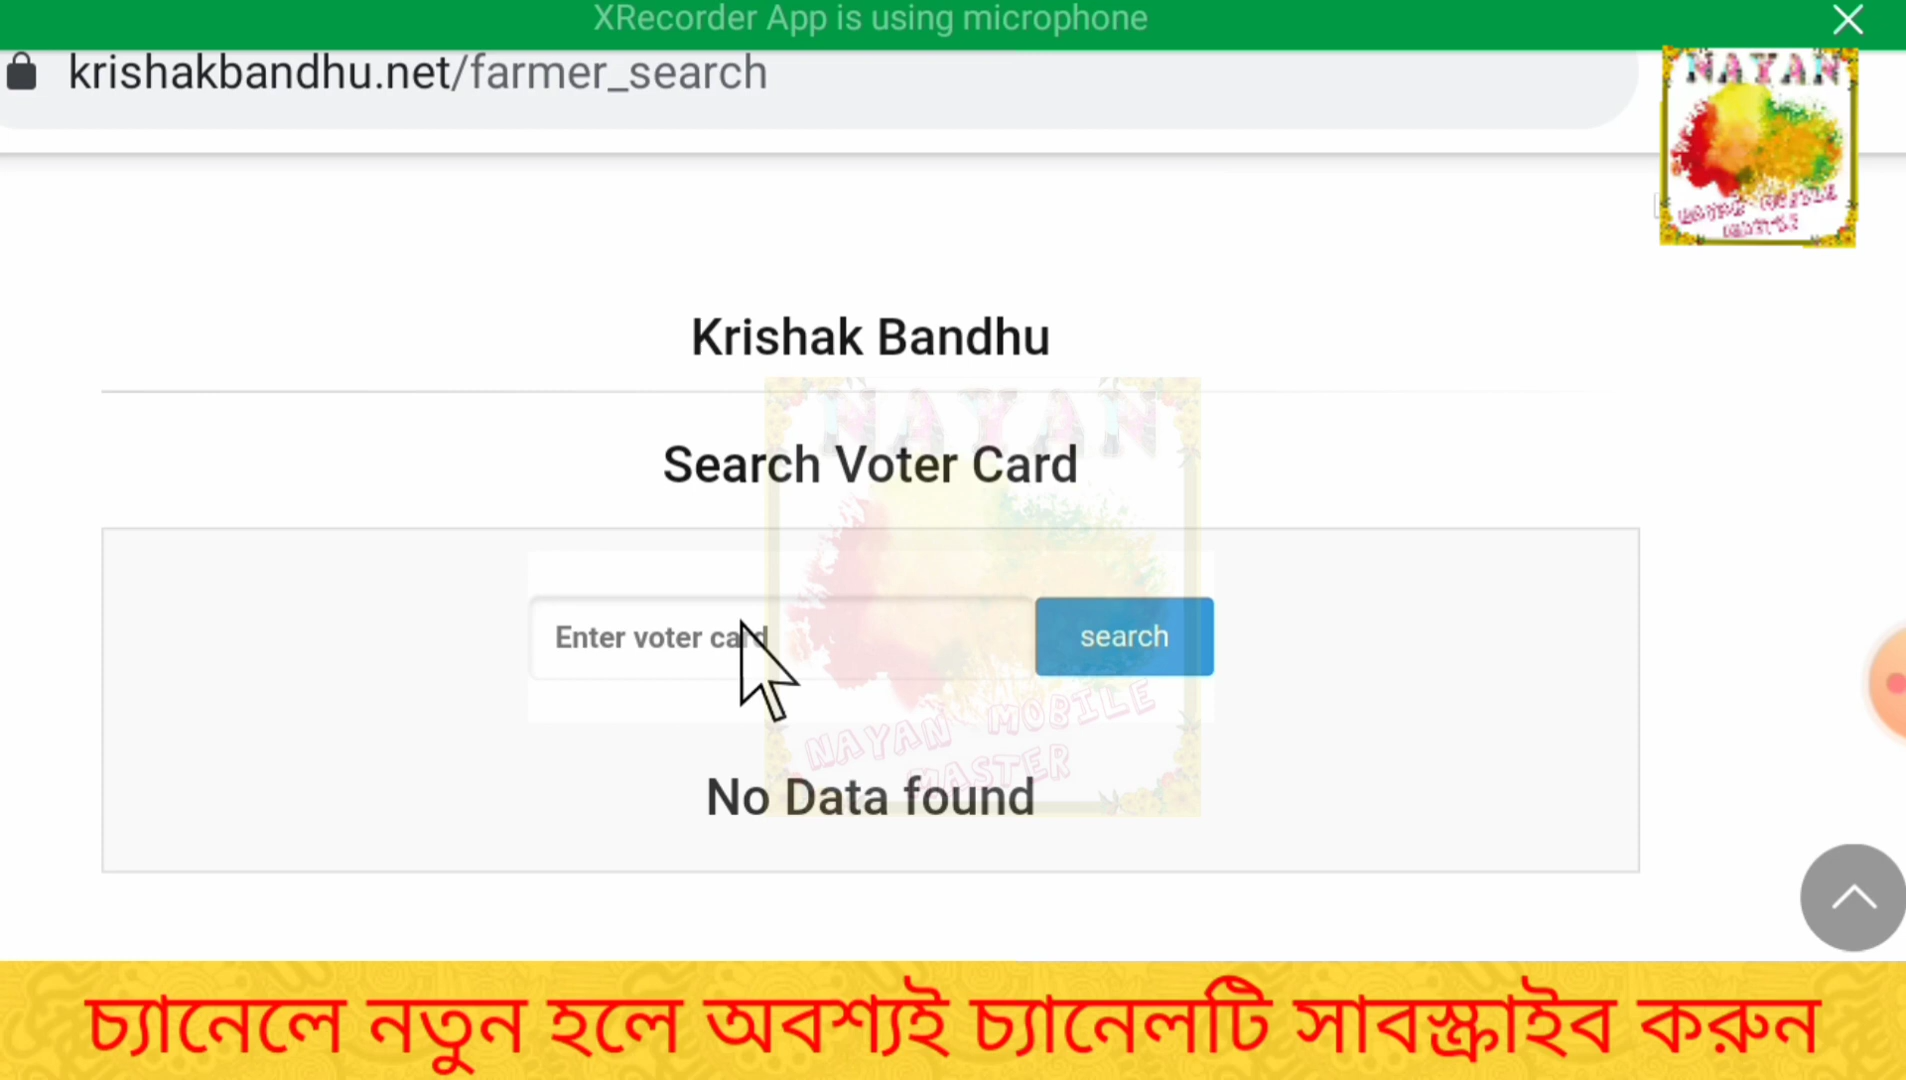 XRecorder App is using microphone
krishakbandhu.net/farmer_search
NAYAN
Krishak Bandhu
NAYAN
Search Voter Card
Enter voter card
search
NAYAN MOBILE
MASTER
No Data found
চ্যানেলে নতুন হলে অবশ্যই চ্যানেলটি সাবস্ক্রাইব করুন